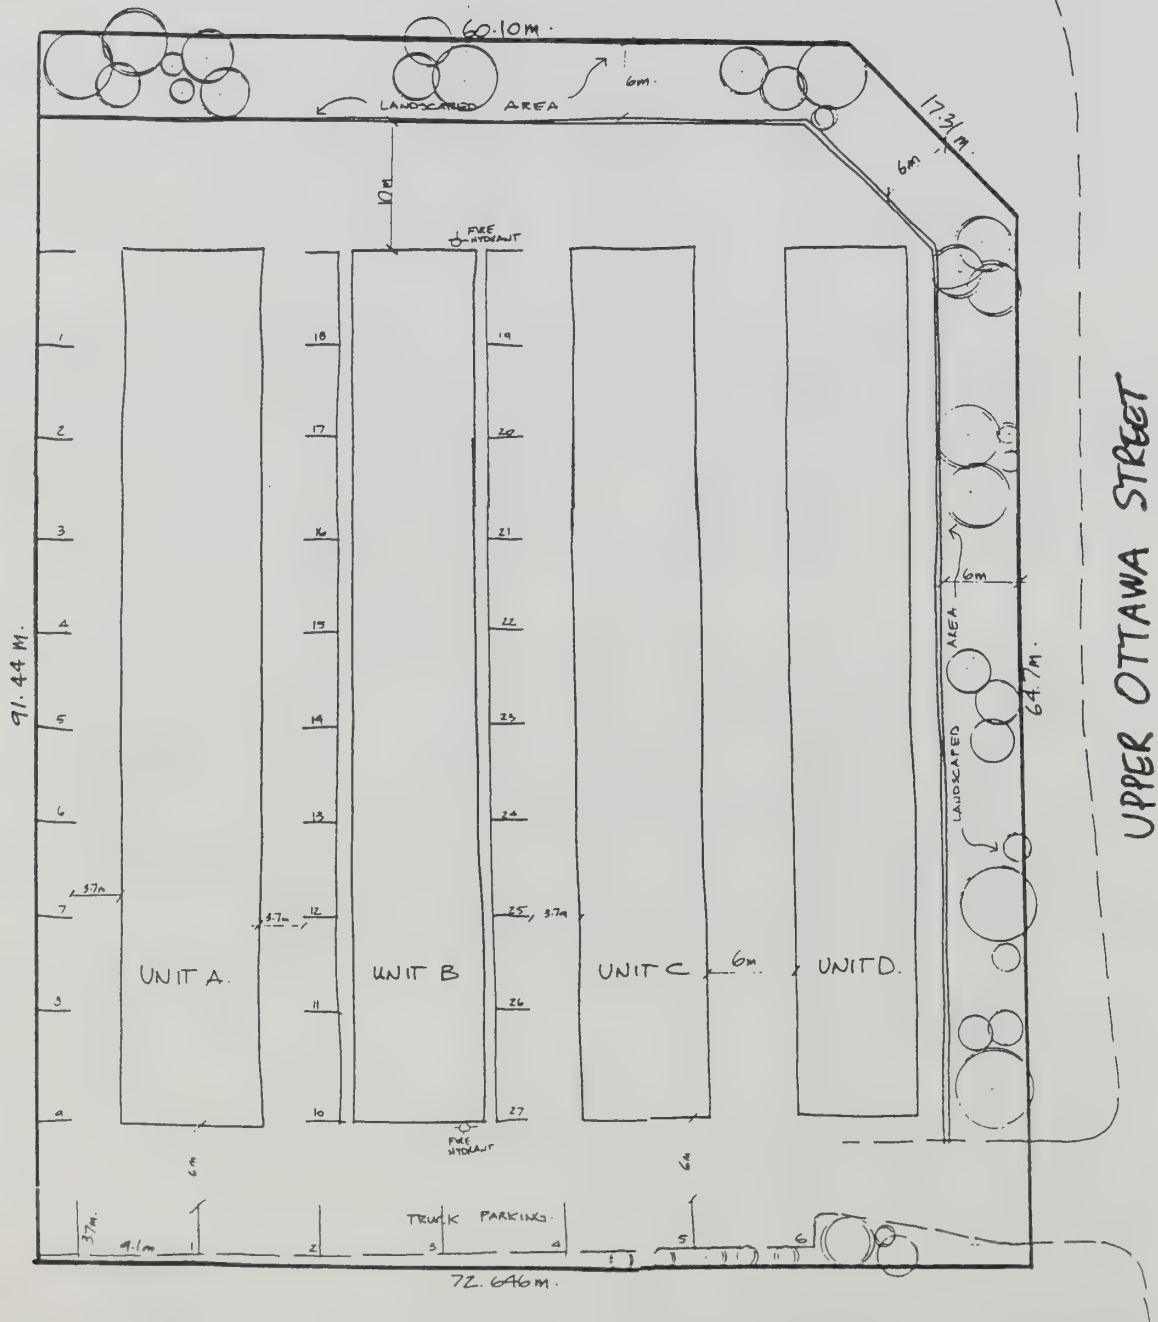 60.10m.
6m.
LANDSCAPED AREA
17.31m.
6m
10m
FIRE
HYDRANT
1
18
19
2
17
20
3
16
21
4
15
22
5
14
23
6
13
24
7
12
25
8
11
26
9
10
27
91.44 M.
3.7m
3.7m
3.7m
UNIT A.
UNIT B
UNIT C
6m
UNIT D.
LANDSCAPED AREA
6m
64.7m.
UPPER OTTAWA STREET
FIRE
HYDRANT
6m
6m
TRUCK PARKING.
3.7m.
9.1m
1
2
3
4
5
6
72.646m.